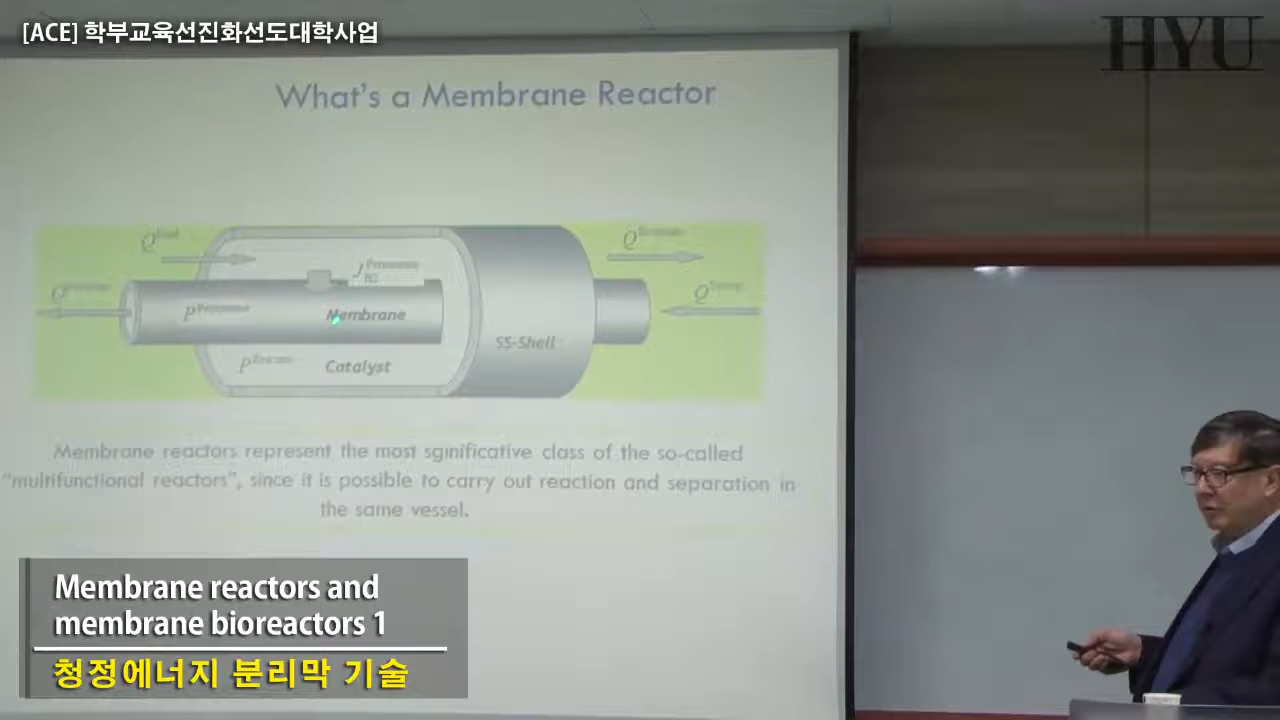 [ACE] 학부교육선진화선도대학사업
HYU
What's a Membrane Reactor
Q
Q
J
Q
Q
P
Membrane
SS-Shell
P
Catalyst
Membrane reactors represent the most sginificative class of the so-called
"multifunctional reactors", since it is possible to carry out reaction and separation in
the same vessel.
Membrane reactors and
membrane bioreactors 1
청정에너지 분리막 기술